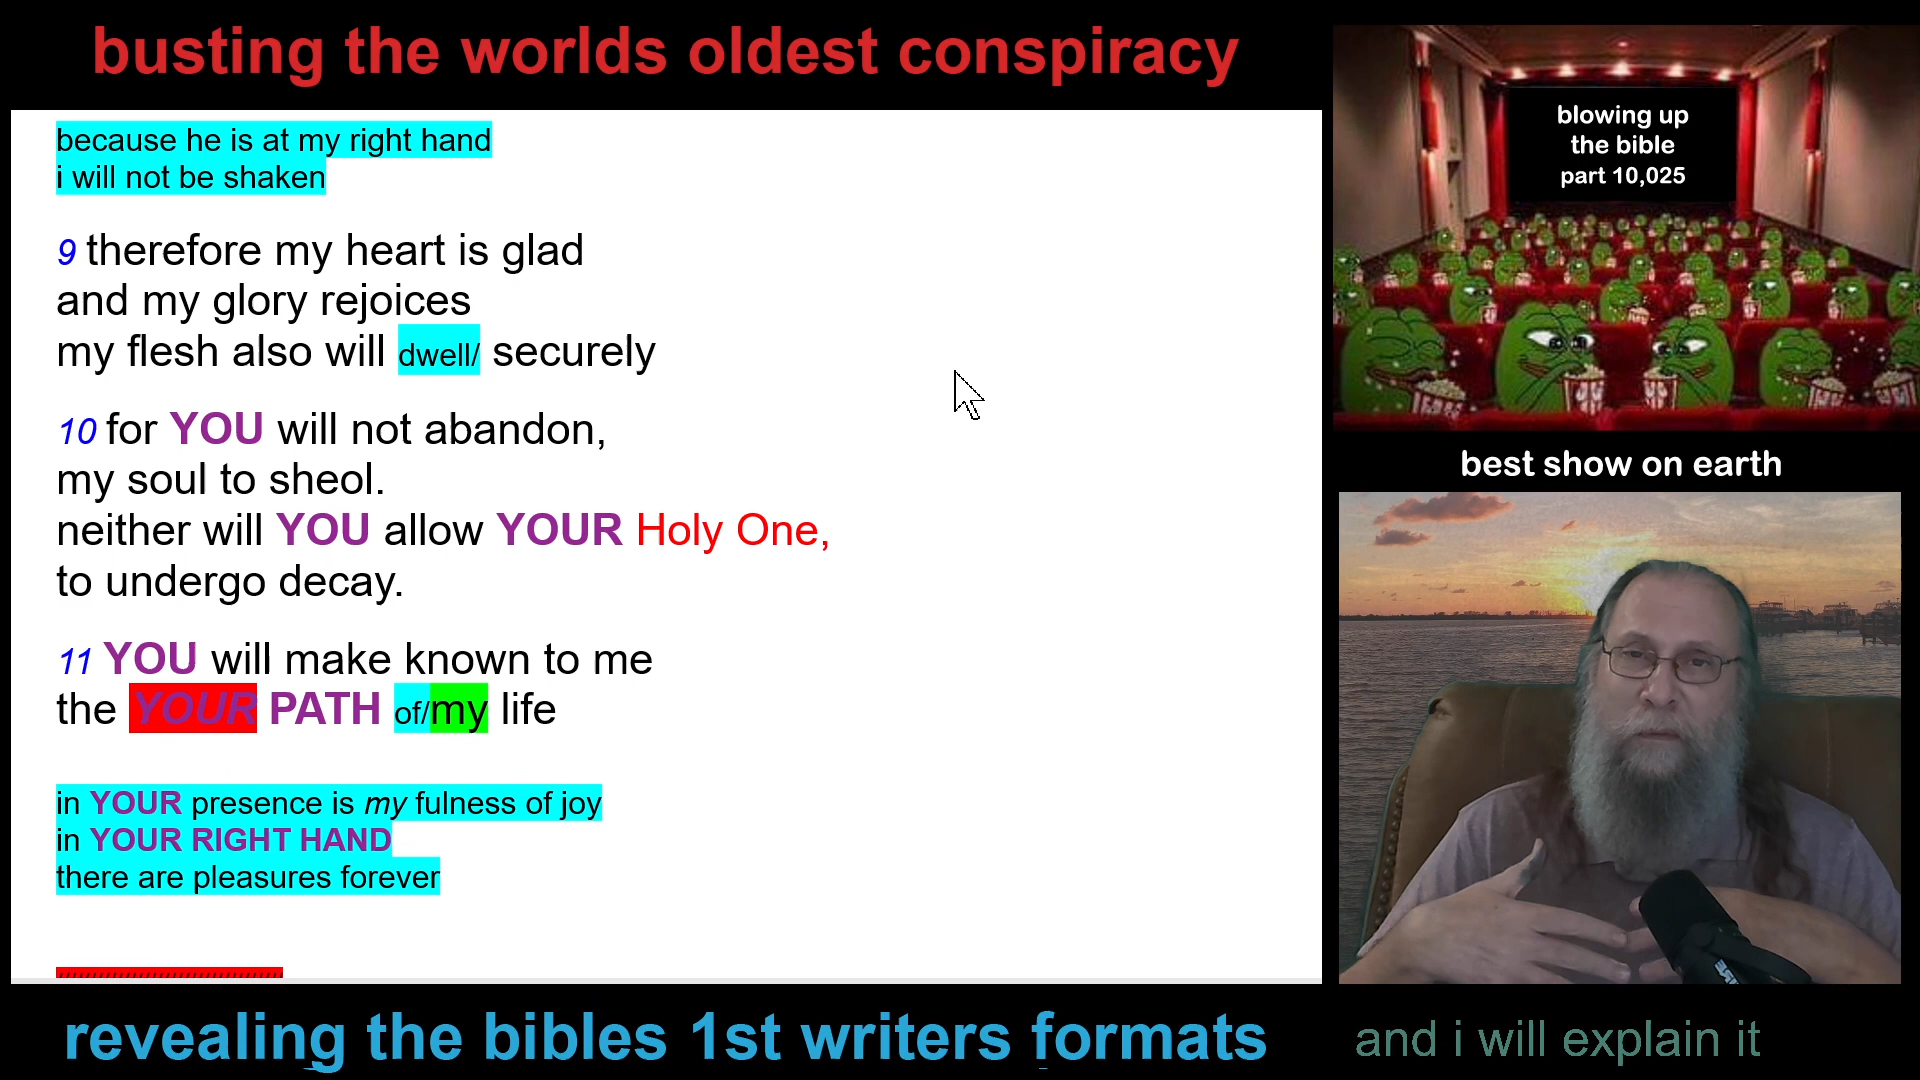 busting the worlds oldest conspiracy
because he is at my right hand
i will not be shaken
9 therefore my heart is glad
and my glory rejoices
my flesh also will dwell/ securely
10 for YOU will not abandon,
my soul to sheol.
neither will YOU allow YOUR Holy One,
to undergo decay.
11 YOU will make known to me
the YOUR PATH of/my life
in YOUR presence is my fulness of joy
in YOUR RIGHT HAND
there are pleasures forever
revealing the bibles 1st writers formats
blowing up
the bible
part 10,025
best show on earth
and i will explain it